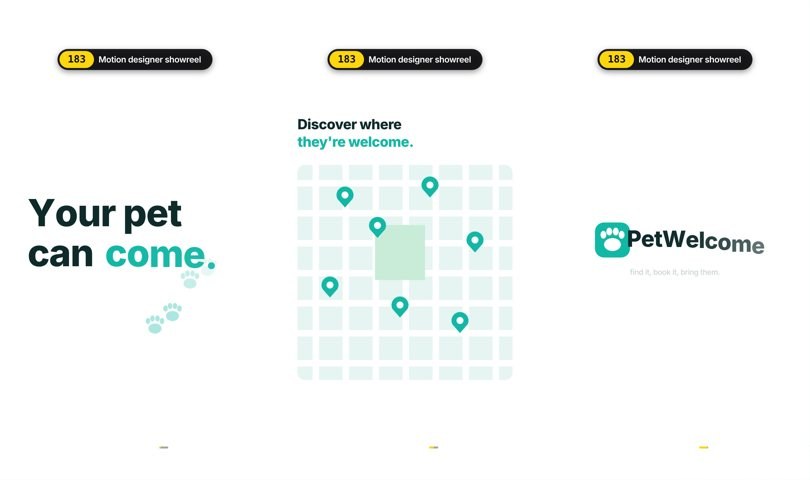 183 Motion designer showreel
Your pet
can come.
183 Motion designer showreel
Discover where
they're welcome.
183 Motion designer showreel
PetWelcome
find it, book it, bring them.